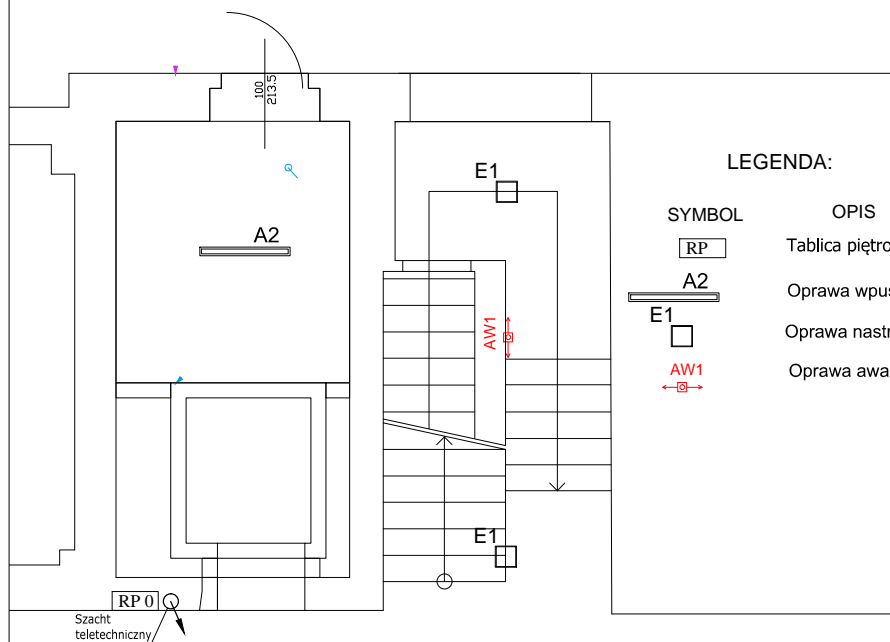 100
213.5
E1
A2
AW1
E1
RP 0
Szacht
teletechniczny
LEGENDA:
SYMBOL
OPIS
RP
Tablica piętro
A2
Oprawa wpus
E1
Oprawa nastr
AW1
Oprawa awa